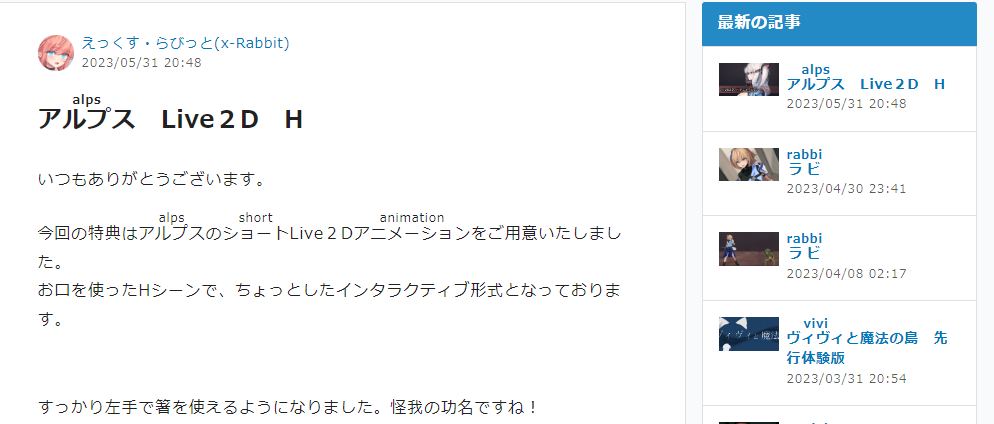 えっくす・らびっと(x-Rabbit)
2023/05/31 20:48
alps
アルプス　Live２D　H
いつもありがとうございます。
alps short animation
今回の特典はアルプスのショートLive２Dアニメーションをご用意いたしまし
た。
お口を使ったHシーンで、ちょっとしたインタラクティブ形式となっておりま
す。
すっかり左手で箸を使えるようになりました。怪我の功名ですね！
最新の記事
alps
アルプス　Live２D　H
2023/05/31 20:48
rabbi
ラビ
2023/04/30 23:41
rabbi
ラビ
2023/04/08 02:17
vivi
ヴィヴィと魔法の島　先
行体験版
2023/03/31 20:54